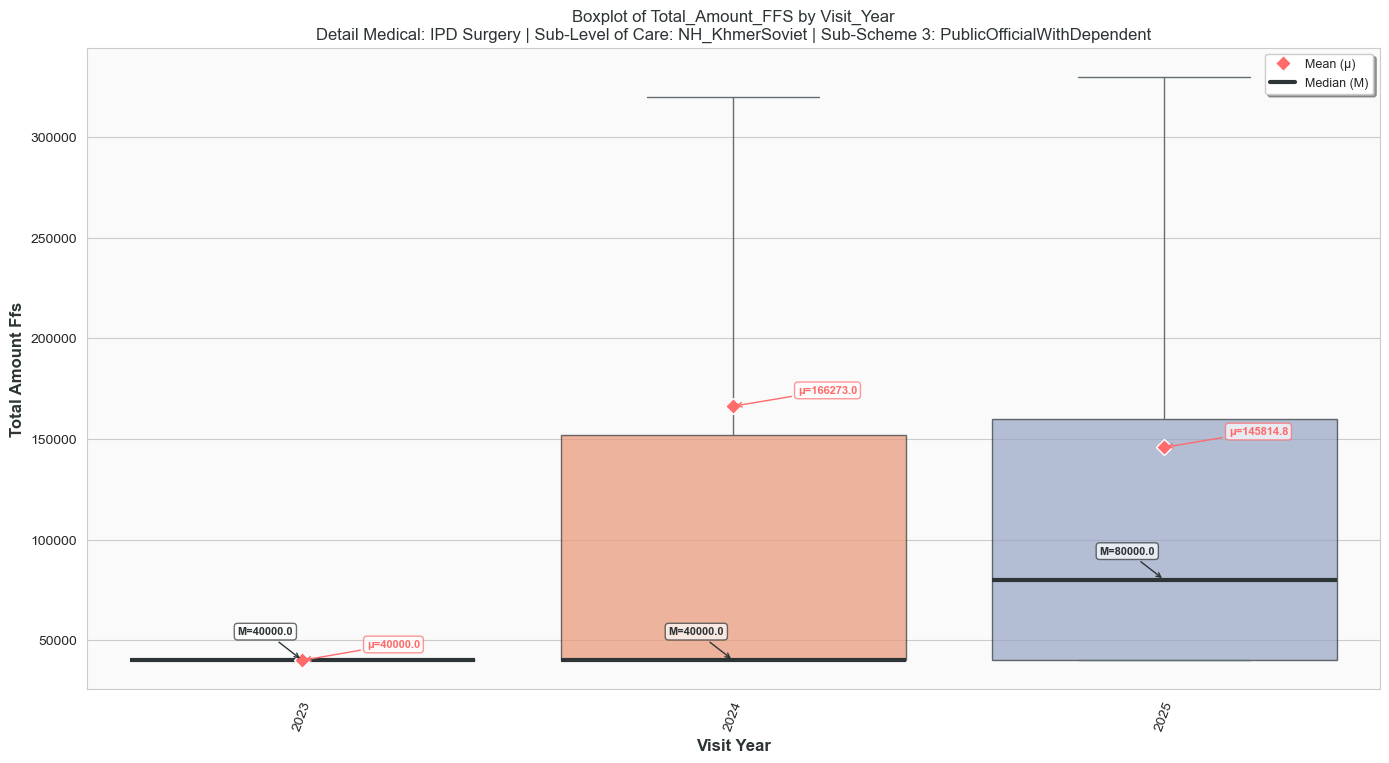 Boxplot of Total_Amount_FFS by Visit_Year
Detail Medical: IPD Surgery | Sub-Level of Care: NH_KhmerSoviet | Sub-Scheme 3: PublicOfficialWithDependent
Mean (μ)
Median (M)
Total Amount Ffs
300000
250000
200000
150000
100000
50000
M=40000.0
μ=40000.0
μ=166273.0
M=40000.0
μ=145814.8
M=80000.0
2023
2024
2025
Visit Year